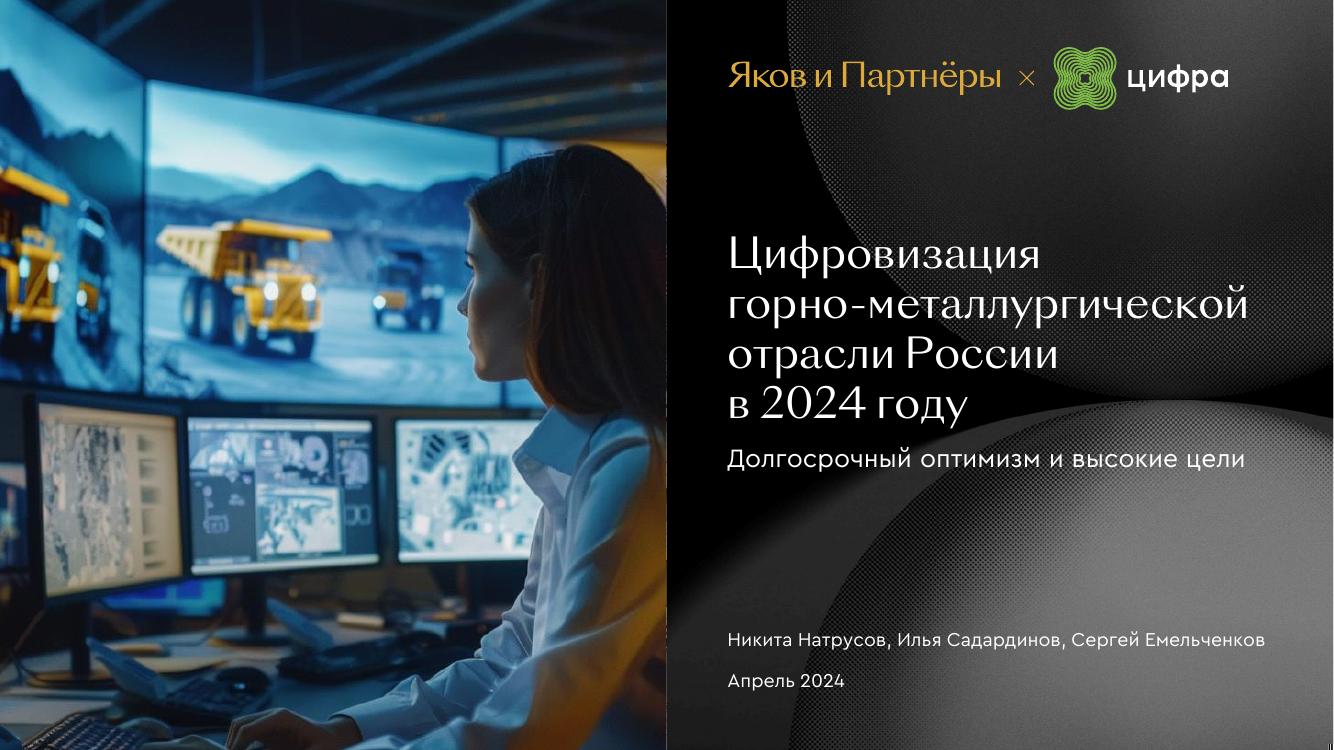 Яков и Партнёры × цифра
Цифровизация
горно-металлургической
отрасли России
в 2024 году
Долгосрочный оптимизм и высокие цели
Никита Натрусов, Илья Садардинов, Сергей Емельченков
Апрель 2024